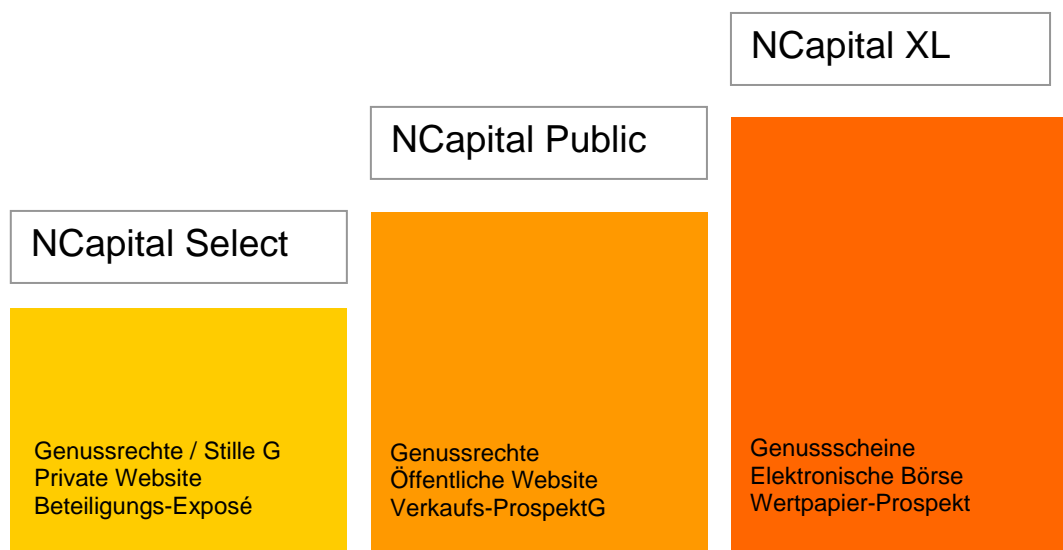 NCapital XL
NCapital Public
NCapital Select
Genussrechte / Stille G
Private Website
Beteiligungs-Exposé
Genussrechte
Öffentliche Website
Verkaufs-ProspektG
Genussscheine
Elektronische Börse
Wertpapier-Prospekt